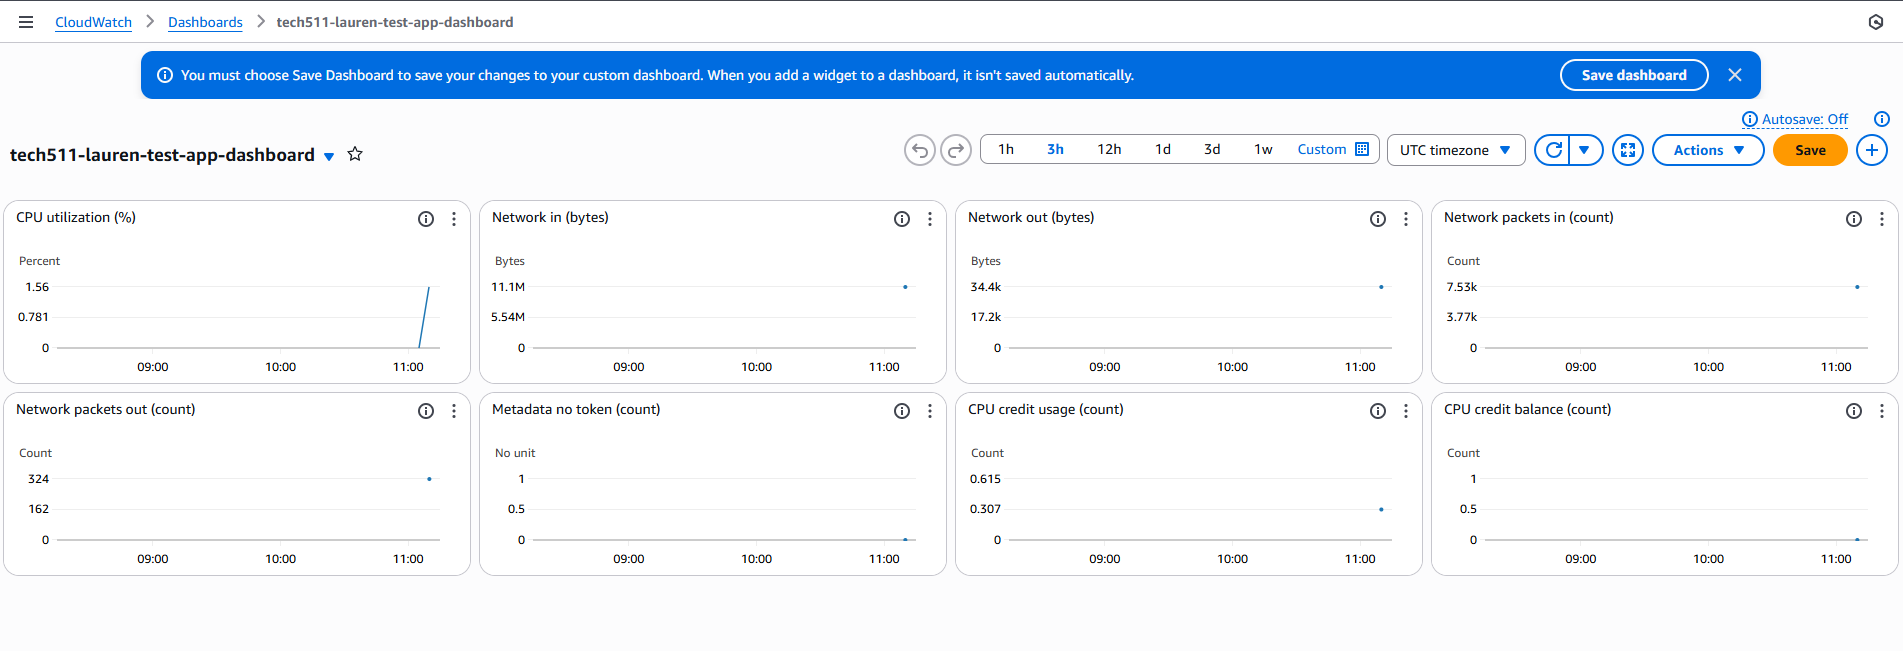 CloudWatch > Dashboards > tech511-lauren-test-app-dashboard
You must choose Save Dashboard to save your changes to your custom dashboard. When you add a widget to a dashboard, it isn't saved automatically.
Save dashboard
Autosave: Off
tech511-lauren-test-app-dashboard
1h 3h 12h 1d 3d 1w Custom
UTC timezone
Actions
Save
CPU utilization (%)
Percent
1.56
0.781
0
09:00 10:00 11:00
Network in (bytes)
Bytes
11.1M
5.54M
0
09:00 10:00 11:00
Network out (bytes)
Bytes
34.4k
17.2k
0
09:00 10:00 11:00
Network packets in (count)
Count
7.53k
3.77k
0
09:00 10:00 11:00
Network packets out (count)
Count
324
162
0
09:00 10:00 11:00
Metadata no token (count)
No unit
1
0.5
0
09:00 10:00 11:00
CPU credit usage (count)
Count
0.615
0.307
0
09:00 10:00 11:00
CPU credit balance (count)
Count
1
0.5
0
09:00 10:00 11:00